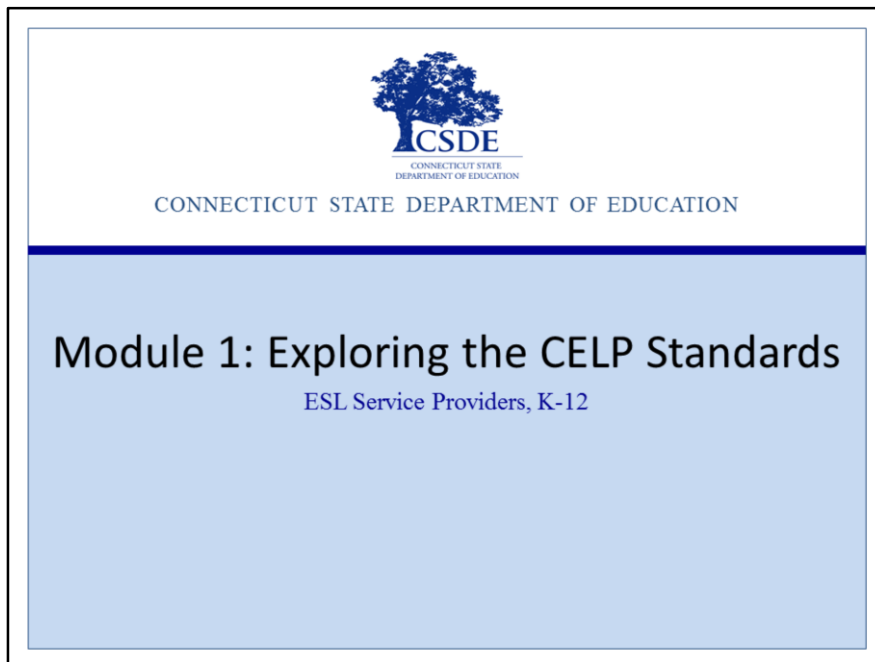 CSDE
CONNECTICUT STATE
DEPARTMENT OF EDUCATION
CONNECTICUT STATE DEPARTMENT OF EDUCATION
Module 1: Exploring the CELP Standards
ESL Service Providers, K-12